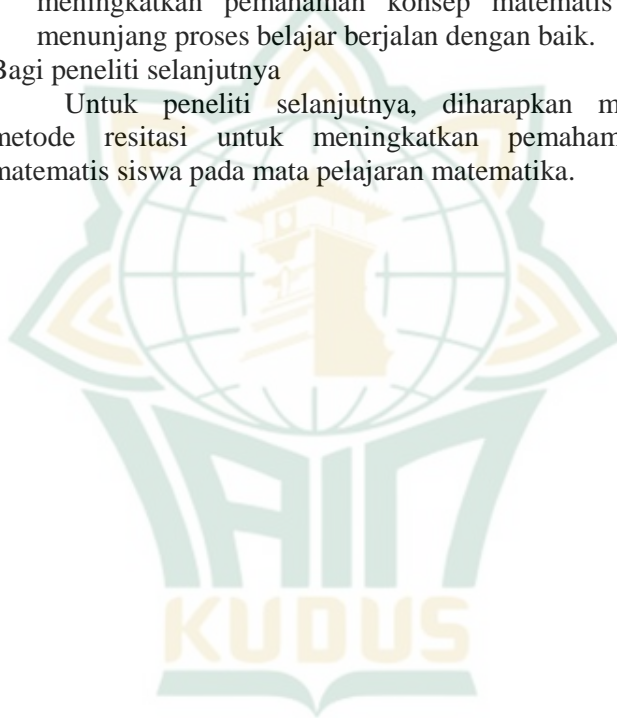 meningkatkan pemahaman konsep matematis
menunjang proses belajar berjalan dengan baik.
Bagi peneliti selanjutnya
Untuk peneliti selanjutnya, diharapkan
metode resitasi untuk meningkatkan
matematis siswa pada mata pelajaran matematika.
IAIN
KUDUS